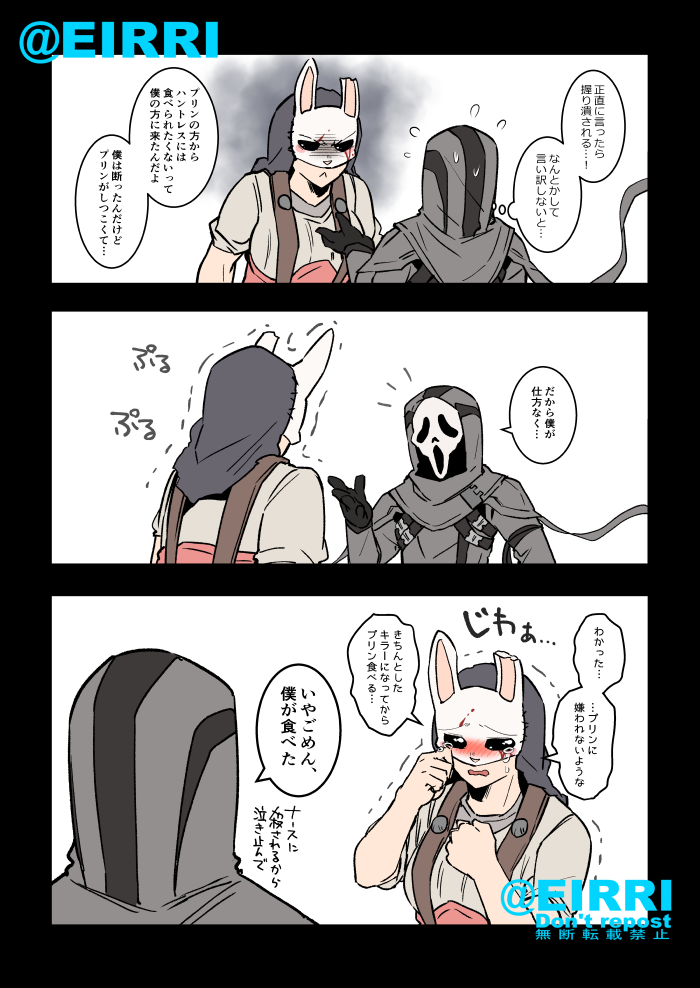 @EIRRI
正直に言ったら
握り潰される…!
なんとかして
言い訳しないと…
プリンの方から
ハントレスには
食べられたくないって
僕の方に来たんだよ
僕は断ったんだけど
プリンがしつこくて…
だから僕が
仕方なく…
ぷる
ぷる
じわぁ…
わかった…
…プリンに
嫌われないような
きちんとした
キラーになってから
プリン食べる…
いやごめん、
僕が食べた
ナースに
殺されるから
泣き止んで
@EIRRI
Don't repost
無断転載禁止